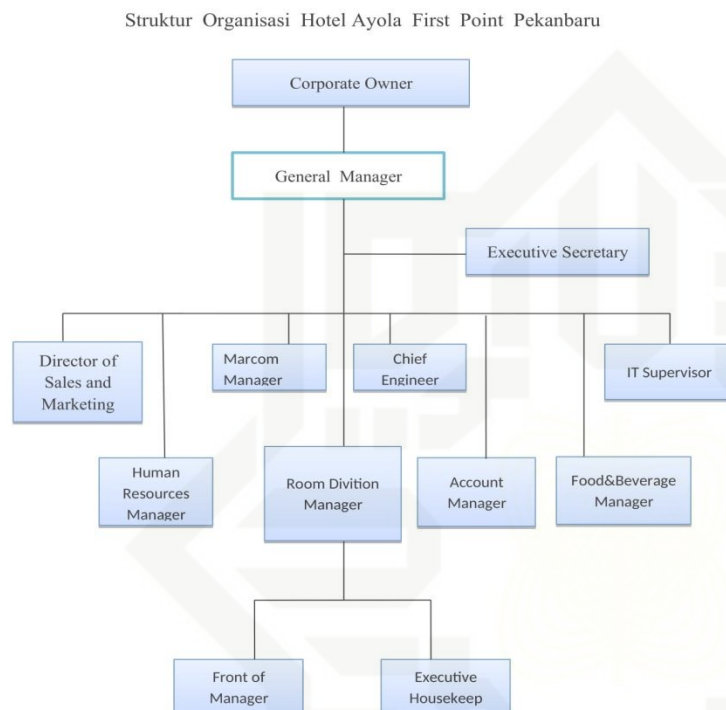 Struktur Organisasi Hotel Ayola First Point Pekanbaru
Corporate Owner
General Manager
Executive Secretary
Director of
Sales and
Marketing
Marcom
Manager
Chief
Engineer
IT Supervisor
Human
Resources
Manager
Room Divition
Manager
Account
Manager
Food&Beverage
Manager
Front of
Manager
Executive
Housekeep